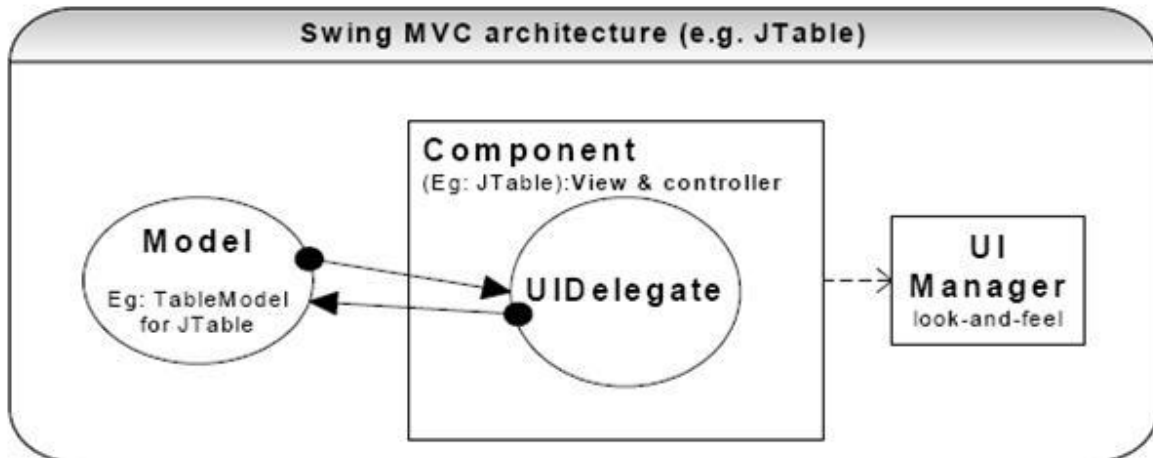 Swing MVC architecture (e.g. JTable)
Component
(Eg: JTable):View & controller
Model
Eg: TableModel
for JTable
UIDelegate
UI
Manager
look-and-feel